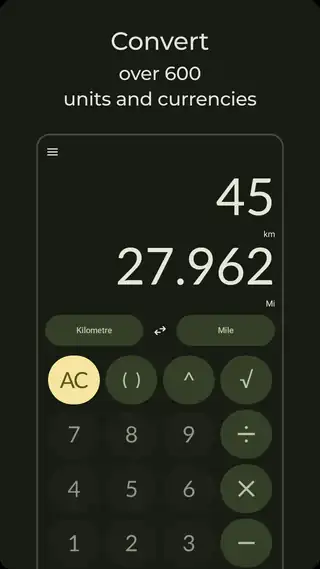 Convert
over 600
units and currencies
45
km
27.962
Mi
Kilometre
Mile
AC ( ) ^ √
7 8 9 ÷
4 5 6 ×
1 2 3 −